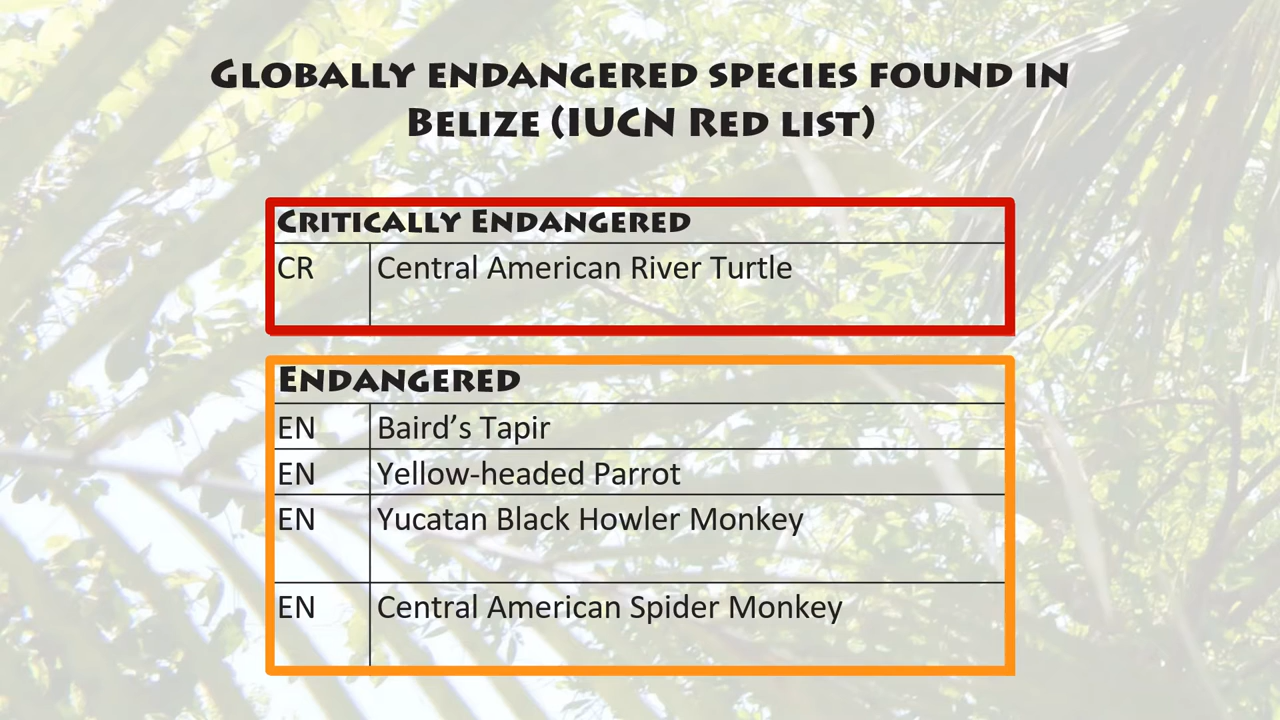 Globally endangered species found in
Belize (IUCN Red list)
Critically Endangered
CR Central American River Turtle
Endangered
EN Baird’s Tapir
EN Yellow-headed Parrot
EN Yucatan Black Howler Monkey
EN Central American Spider Monkey